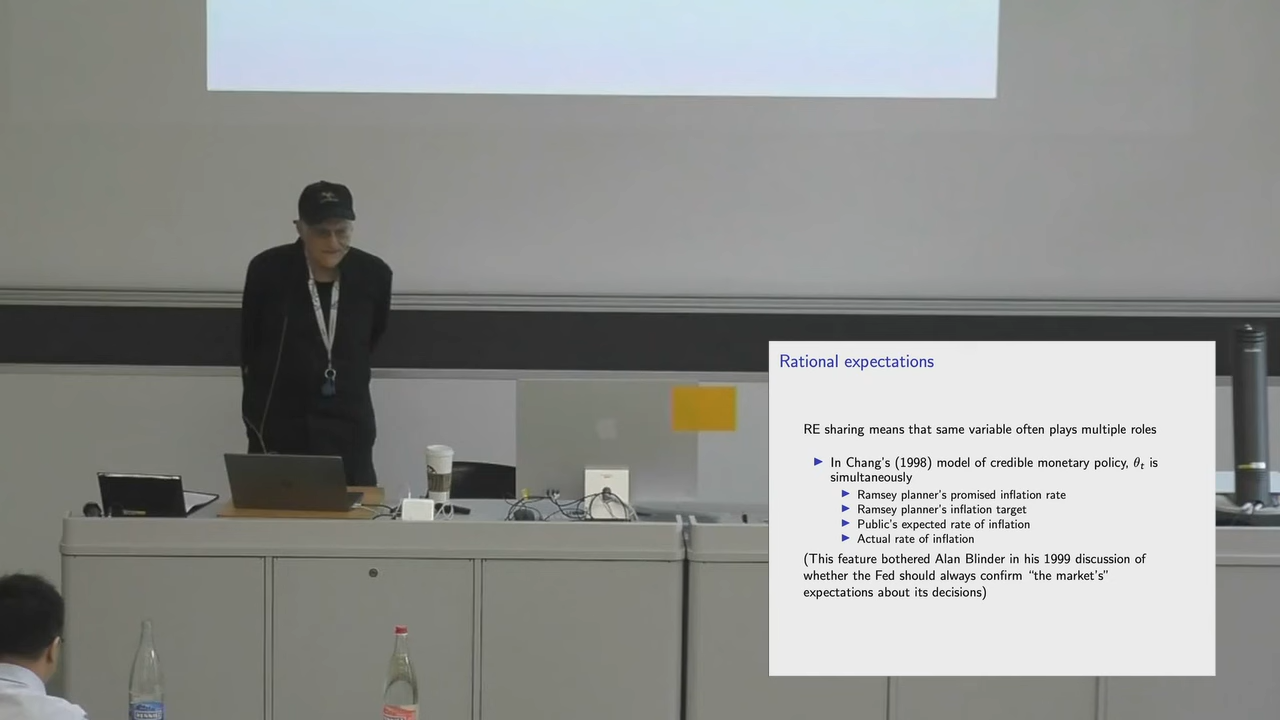 Rational expectations
RE sharing means that same variable often plays multiple roles
In Chang's (1998) model of credible monetary policy, θₜ is
simultaneously
Ramsey planner's promised inflation rate
Ramsey planner's inflation target
Public's expected rate of inflation
Actual rate of inflation
(This feature bothered Alan Blinder in his 1999 discussion of
whether the Fed should always confirm “the market's”
expectations about its decisions)